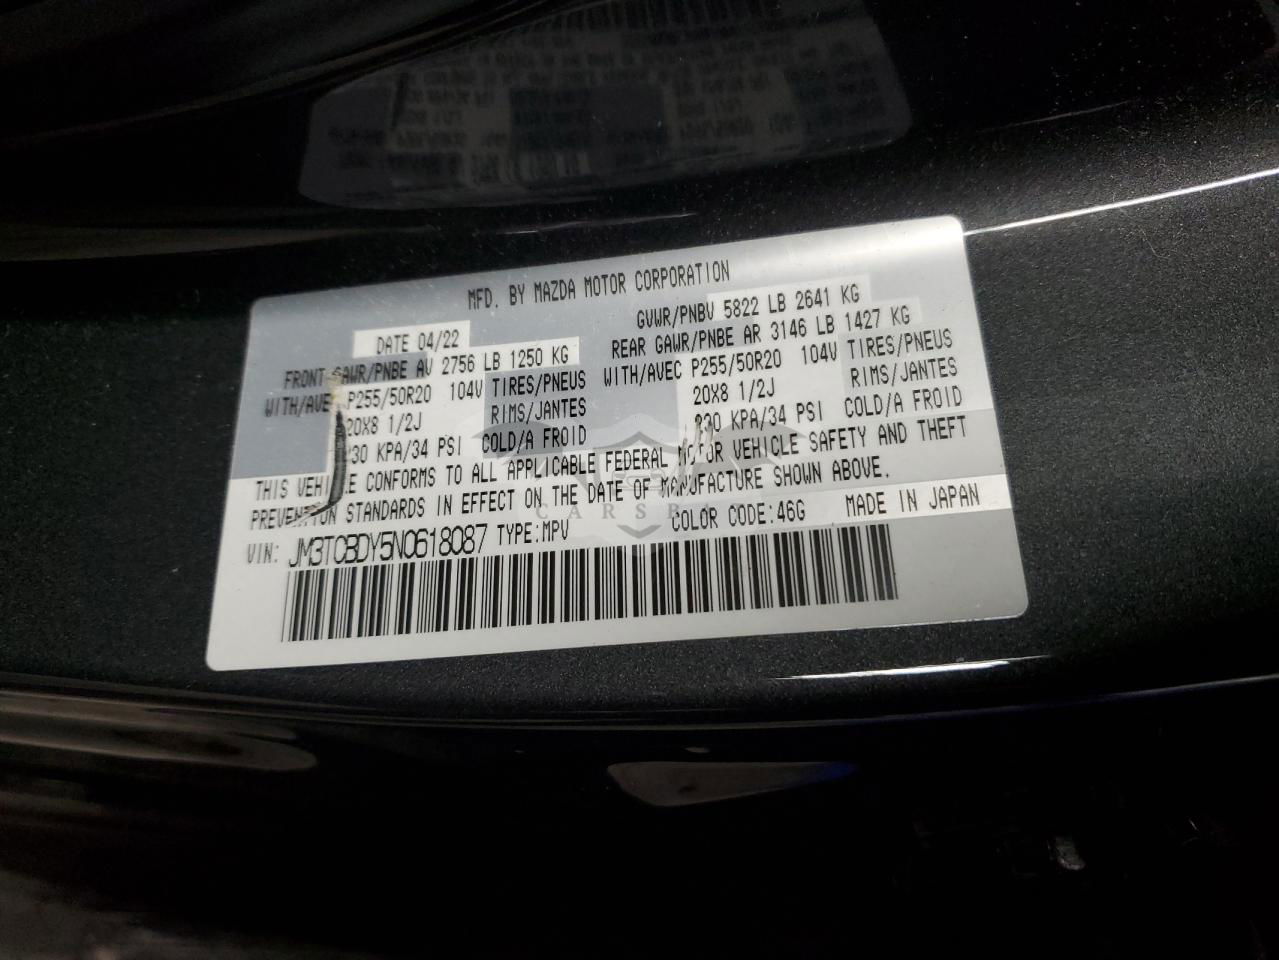 MFD. BY MAZDA MOTOR CORPORATION
DATE 04/22
GVWR/PNBV 5822 LB 2641 KG
FRONT GAWR/PNBE AV 2756 LB 1250 KG
REAR GAWR/PNBE AR 3146 LB 1427 KG
WITH/AVEC P255/50R20 104V TIRES/PNEUS
WITH/AVEC P255/50R20 104V TIRES/PNEUS
20X8 1/2J RIMS/JANTES
20X8 1/2J RIMS/JANTES
230 KPA/34 PSI COLD/A FROID
230 KPA/34 PSI COLD/A FROID
THIS VEHICLE CONFORMS TO ALL APPLICABLE FEDERAL MOTOR VEHICLE SAFETY AND THEFT
PREVENTION STANDARDS IN EFFECT ON THE DATE OF MANUFACTURE SHOWN ABOVE.
VIN: JM3TCBDY5N0618087 TYPE:MPV COLOR CODE:46G MADE IN JAPAN